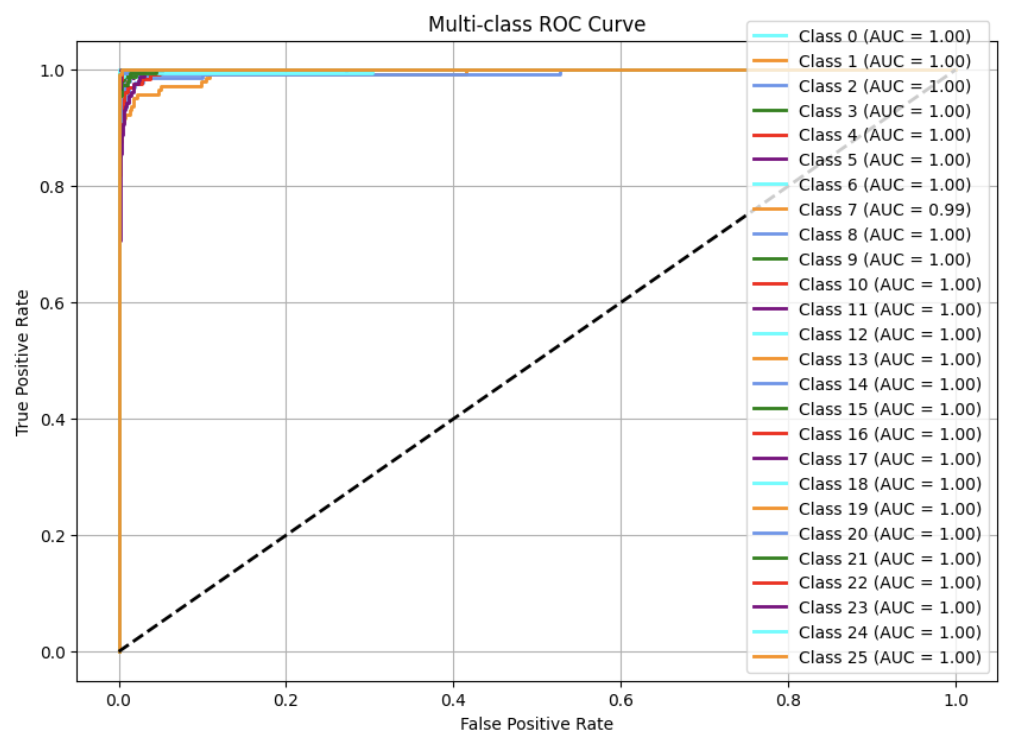 Multi-class ROC Curve
Class 0 (AUC = 1.00)
Class 1 (AUC = 1.00)
Class 2 (AUC = 1.00)
Class 3 (AUC = 1.00)
Class 4 (AUC = 1.00)
Class 5 (AUC = 1.00)
Class 6 (AUC = 1.00)
Class 7 (AUC = 0.99)
Class 8 (AUC = 1.00)
Class 9 (AUC = 1.00)
Class 10 (AUC = 1.00)
Class 11 (AUC = 1.00)
Class 12 (AUC = 1.00)
Class 13 (AUC = 1.00)
Class 14 (AUC = 1.00)
Class 15 (AUC = 1.00)
Class 16 (AUC = 1.00)
Class 17 (AUC = 1.00)
Class 18 (AUC = 1.00)
Class 19 (AUC = 1.00)
Class 20 (AUC = 1.00)
Class 21 (AUC = 1.00)
Class 22 (AUC = 1.00)
Class 23 (AUC = 1.00)
Class 24 (AUC = 1.00)
Class 25 (AUC = 1.00)
True Positive Rate
1.0
0.8
0.6
0.4
0.2
0.0
0.0 0.2 0.4 0.6 0.8 1.0
False Positive Rate